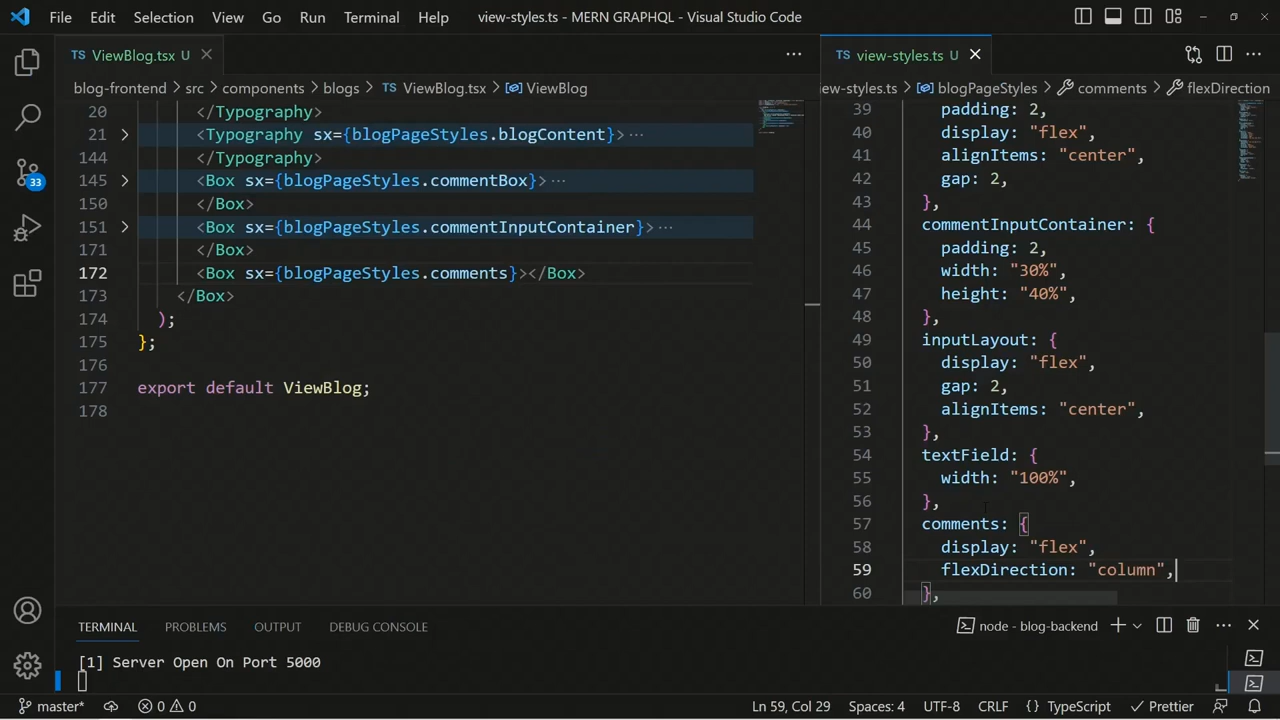 File Edit Selection View Go Run Terminal Help view-styles.ts - MERN GRAPHQL - Visual Studio Code
TS ViewBlog.tsx U
blog-frontend > src > components > blogs > TS ViewBlog.tsx > ViewBlog
20 </Typography>
21 <Typography sx={blogPageStyles.blogContent}> ...
144 </Typography>
145 <Box sx={blogPageStyles.commentBox}> ...
150 </Box>
151 <Box sx={blogPageStyles.commentInputContainer}> ...
171 </Box>
172 <Box sx={blogPageStyles.comments}></Box>
173 </Box>
174 );
175 };
176
177 export default ViewBlog;
178
TS view-styles.ts U
ew-styles.ts > blogPageStyles > comments > flexDirection
39 padding: 2,
40 display: "flex",
41 alignItems: "center",
42 gap: 2,
43 },
44 commentInputContainer: {
45 padding: 2,
46 width: "30%",
47 height: "40%",
48 },
49 inputLayout: {
50 display: "flex",
51 gap: 2,
52 alignItems: "center",
53 },
54 textField: {
55 width: "100%",
56 },
57 comments: {
58 display: "flex",
59 flexDirection: "column",
60 },
33
TERMINAL PROBLEMS OUTPUT DEBUG CONSOLE node - blog-backend
[1] Server Open On Port 5000
master* 0 0 Ln 59, Col 29 Spaces: 4 UTF-8 CRLF { } TypeScript Prettier